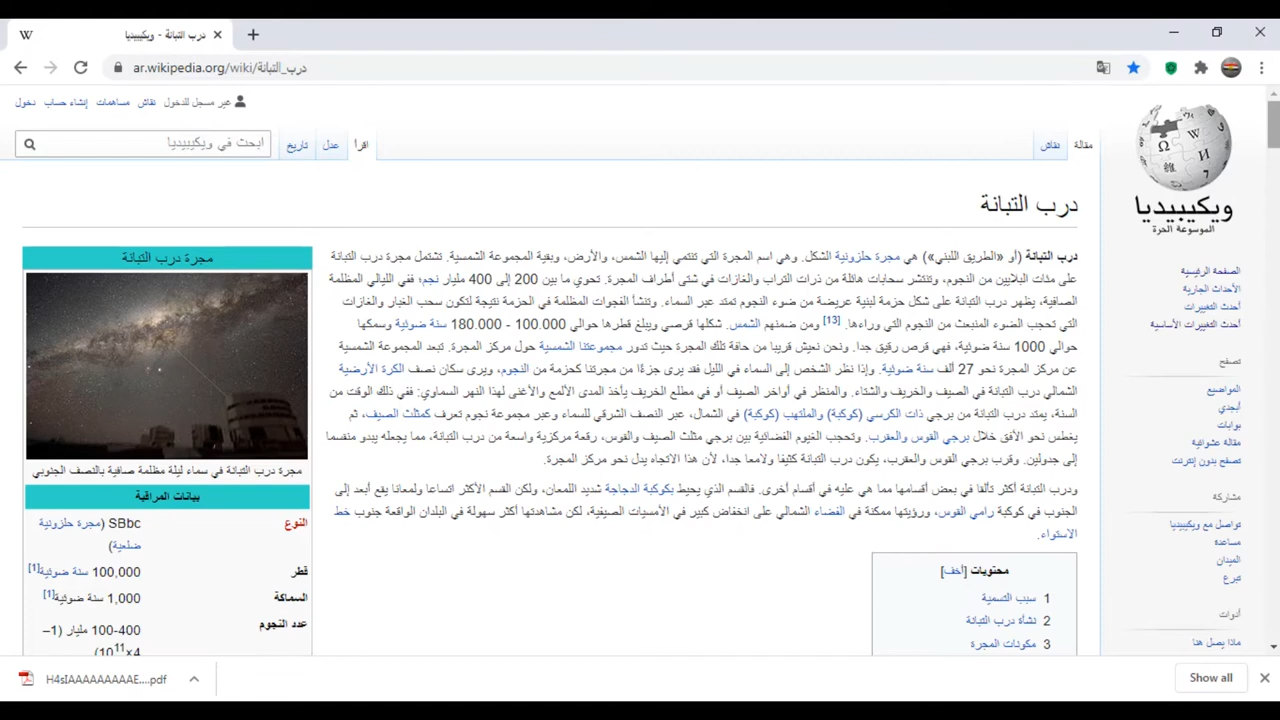 درب التبانة - ويكيبيديا
ar.wikipedia.org/wiki/درب_التبانة
غير مسجل للدخول نقاش مساهمات إنشاء حساب دخول
مقالة نقاش
اقرأ عدل تاريخ
ابحث في ويكيبيديا
ويكيبيديا
الموسوعة الحرة
الصفحة الرئيسية
الأحداث الجارية
أحدث التغييرات
أحدث التغييرات الأساسية
تصفح
المواضيع
أبجدي
بوابات
مقالة عشوائية
تصفح بدون إنترنت
مشاركة
تواصل مع ويكيبيديا
مساعدة
الميدان
تبرع
أدوات
ماذا يصل هنا
درب التبانة
درب التبانة (أو «الطريق اللبني») هي مجرة حلزونية الشكل. وهي اسم المجرة التي تنتمي إليها الشمس، والأرض، وبقية المجموعة الشمسية. تشتمل مجرة درب التبانة
على مئات البلايين من النجوم، وتنتشر سحابات هائلة من ذرات التراب والغازات في شتى أطراف المجرة. تحوي ما بين 200 إلى 400 مليار نجم؛ ففي الليالي المظلمة
الصافية، يظهر درب التبانة على شكل حزمة لبنية عريضة من ضوء النجوم تمتد عبر السماء. وتنشأ الفجوات المظلمة في الحزمة نتيجة لتكون سحب الغبار والغازات
التي تحجب الضوء المنبعث من النجوم التي وراءها.[13] ومن ضمنهم الشمس. شكلها قرصي ويبلغ قطرها حوالي 100.000 - 180.000 سنة ضوئية وسمكها
حوالي 1000 سنة ضوئية، فهي قرص رقيق جدا. ونحن نعيش قريبا من حافة تلك المجرة حيث تدور مجموعتنا الشمسية حول مركز المجرة. تبعد المجموعة الشمسية
عن مركز المجرة نحو 27 ألف سنة ضوئية. وإذا نظر الشخص إلى السماء في الليل فقد يرى جزءًا من مجرتنا كحزمة من النجوم، ويرى سكان نصف الكرة الأرضية
الشمالي درب التبانة في الصيف والخريف والشتاء. والمنظر في أواخر الصيف أو في مطلع الخريف يأخذ المدى الألمع والأغنى لهذا النهر السماوي: ففي ذلك الوقت من
السنة، يمتد درب التبانة من برجي ذات الكرسي (كوكبة) والملتهب (كوكبة) في الشمال، عبر النصف الشرقي للسماء وعبر مجموعة نجوم تعرف كمثلث الصيف، ثم
يغطس نحو الأفق خلال برجي القوس والعقرب. وتحجب الغيوم الفضائية بين برجي مثلث الصيف والقوس، رقعة مركزية واسعة من درب التبانة، مما يجعله يبدو منقسما
إلى جدولين. وقرب برجي القوس والعقرب، يكون درب التبانة كثيفا ولامعا جدا، لأن هذا الاتجاه يدل نحو مركز المجرة.
ودرب التبانة أكثر تألقا في بعض أقسامها مما هي عليه في أقسام أخرى. فالقسم الذي يحيط بكوكبة الدجاجة شديد اللمعان، ولكن القسم الأكثر اتساعا ولمعانا يقع أبعد إلى
الجنوب في كوكبة رامي القوس، ورؤيتها ممكنة في الفضاء الشمالي على انخفاض كبير في الأمسيات الصيفية، لكن مشاهدتها أكثر سهولة في البلدان الواقعة جنوب خط
الاستواء.
محتويات [أخف]
1 سبب التسمية
2 نشأة درب التبانة
3 مكونات المجرة
مجرة درب التبانة
مجرة درب التبانة في سماء ليلة مظلمة صافية بالنصف الجنوبي
بيانات المراقبة
النوع SBbc (مجرة حلزونية
ضلعية)
قطر 100,000 سنة ضوئية[1]
السماكة 1,000 سنة ضوئية[1]
عدد النجوم 100-400 مليار (1–
4×10¹¹)
H4sIAAAAAAAAAE....pdf
Show all